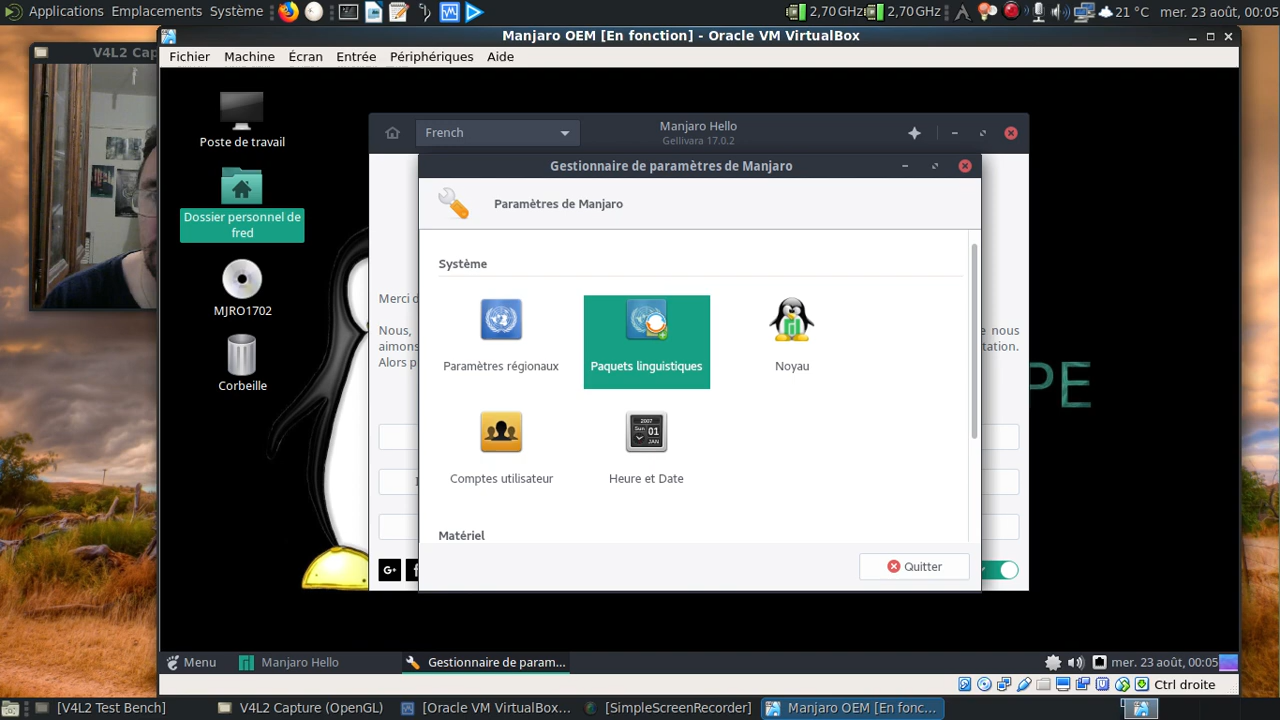 Applications Emplacements Système 2,70 GHz 2,70 GHz 21 °C mer. 23 août, 00:05
V4L2 Cap
Manjaro OEM [En fonction] - Oracle VM VirtualBox
Fichier Machine Écran Entrée Périphériques Aide
Poste de travail
Dossier personnel de
fred
MJRO1702
Corbeille
French
Manjaro Hello
Gellivara 17.0.2
Gestionnaire de paramètres de Manjaro
Paramètres de Manjaro
Système
Paramètres régionaux
Paquets linguistiques
Noyau
Comptes utilisateur
2007
Sun 01
JAN
Heure et Date
Matériel
Quitter
Merci d
Nous, e nous
aimons tation.
Alors p
PE
G+
Menu Manjaro Hello Gestionnaire de param... mer. 23 août, 00:05
Ctrl droite
[V4L2 Test Bench] V4L2 Capture (OpenGL) [Oracle VM VirtualBox... [SimpleScreenRecorder] Manjaro OEM [En fonc...